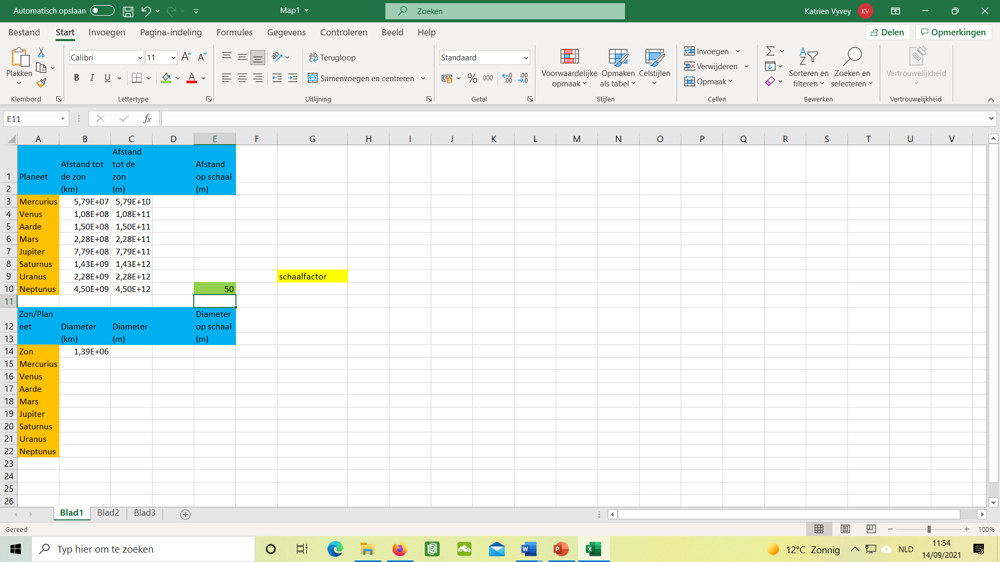 Automatisch opslaan
Map1
Zoeken
Katrien Vyvey
KV
Bestand Start Invoegen Pagina-indeling Formules Gegevens Controleren Beeld Help
Delen
Opmerkingen
Plakken
Klembord
Calibri 11
B I U
Lettertype
Terugloop
Samenvoegen en centreren
Uitlijning
Standaard
% 000
Getal
Voorwaardelijke opmaak
Opmaken als tabel
Celstijlen
Stijlen
Invoegen
Verwijderen
Opmaak
Cellen
Sorteren en filteren
Zoeken en selecteren
Bewerken
Vertrouwelijkheid
Vertrouwelijkheid
E11
fx
A B C D E F G H I J K L M N O P Q R S T U V
Afstand
Afstand tot tot de Afstand
1 Planeet de zon zon op schaal
2 (km) (m) (m)
3 Mercurius 5,79E+07 5,79E+10
4 Venus 1,08E+08 1,08E+11
5 Aarde 1,50E+08 1,50E+11
6 Mars 2,28E+08 2,28E+11
7 Jupiter 7,79E+08 7,79E+11
8 Saturnus 1,43E+09 1,43E+12
9 Uranus 2,28E+09 2,28E+12 schaalfactor
10 Neptunus 4,50E+09 4,50E+12 50
11
Zon/Plan Diameter
12 eet Diameter Diameter op schaal
13 (km) (m) (m)
14 Zon 1,39E+06
15 Mercurius
16 Venus
17 Aarde
18 Mars
19 Jupiter
20 Saturnus
21 Uranus
22 Neptunus
23
24
25
26
Blad1 Blad2 Blad3
Gereed
100%
Typ hier om te zoeken
12°C Zonnig
NLD
11:54
14/09/2021